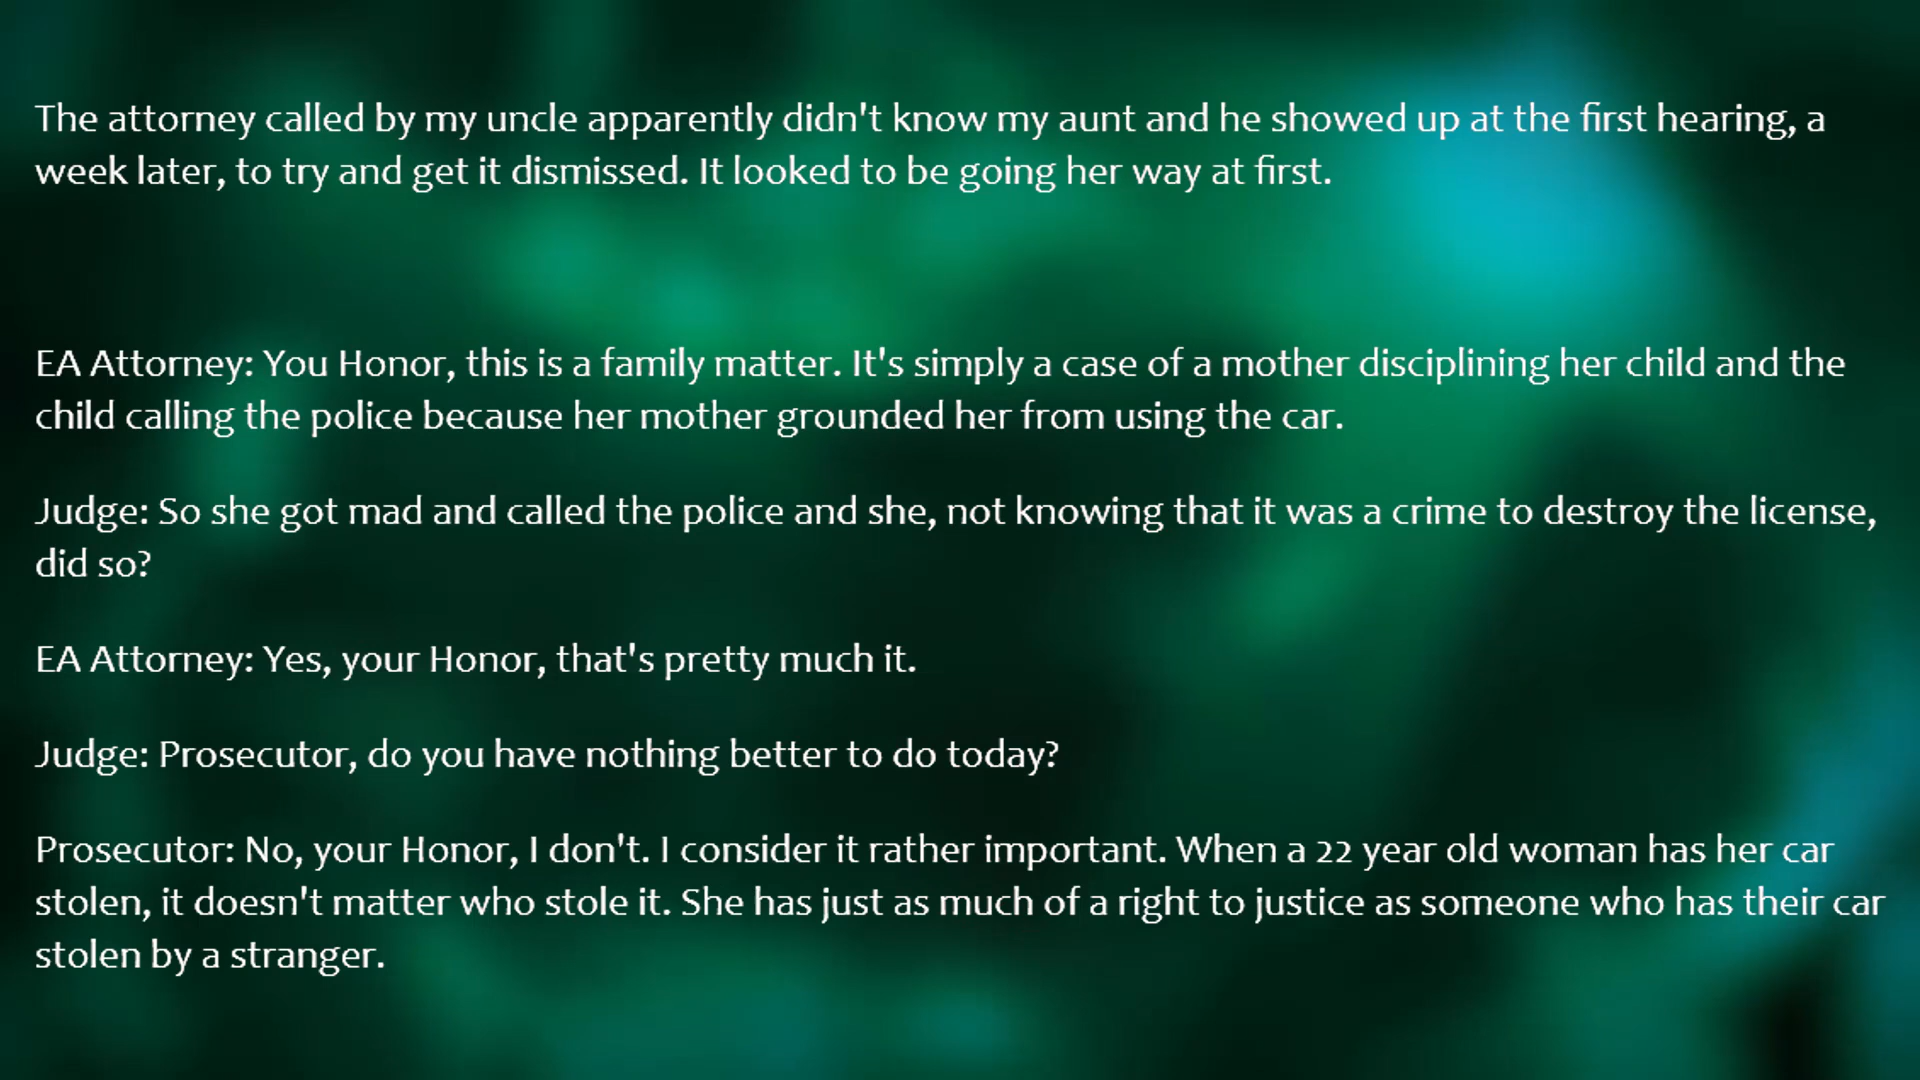 The attorney called by my uncle apparently didn't know my aunt and he showed up at the first hearing, a
week later, to try and get it dismissed. It looked to be going her way at first.
EA Attorney: You Honor, this is a family matter. It's simply a case of a mother disciplining her child and the
child calling the police because her mother grounded her from using the car.
Judge: So she got mad and called the police and she, not knowing that it was a crime to destroy the license,
did so?
EA Attorney: Yes, your Honor, that's pretty much it.
Judge: Prosecutor, do you have nothing better to do today?
Prosecutor: No, your Honor, I don't. I consider it rather important. When a 22 year old woman has her car
stolen, it doesn't matter who stole it. She has just as much of a right to justice as someone who has their car
stolen by a stranger.